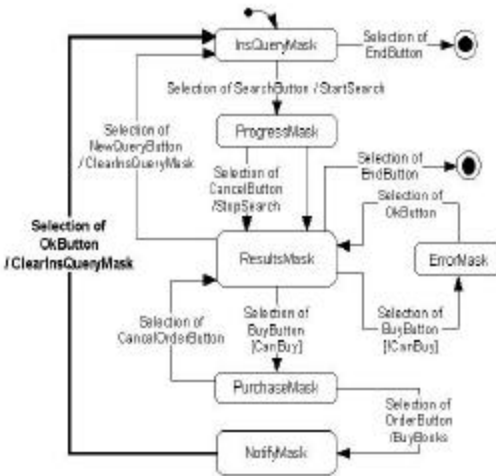 InsQueryMask
Selection of
EndButton
Selection of SearchButton /StartSearch
Selection of
NewQueryButton
/ClearInsQueryMask
ProgressMask
Selection of
CancelButton
/StopSearch
Selection of
EndButton
Selection of
OkButton
Selection of
OkButton
/ClearInsQueryMask
ResultsMask
ErrorMask
Selection of
CancelOrderButton
Selection of
BuyButton
[CanBuy]
Selection of
BuyButton
[!CanBuy]
PurchaseMask
Selection of
OrderButton
/BuyBooks
NotifyMask